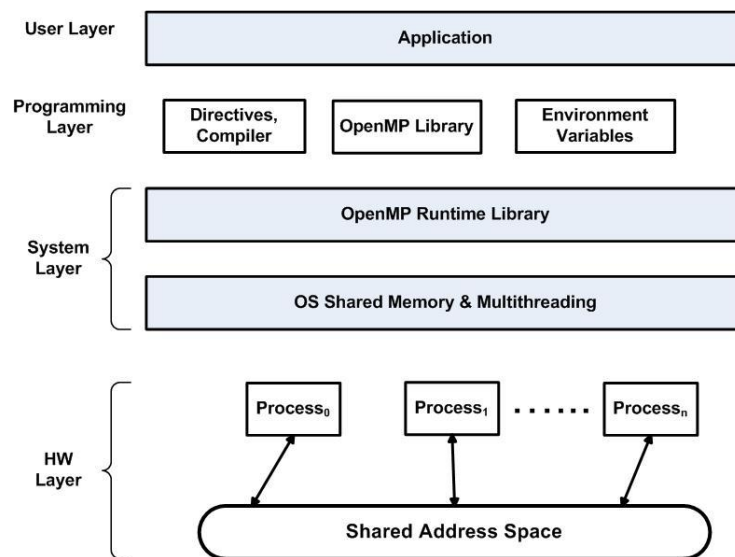 User Layer
Application
Programming
Layer
Directives,
Compiler
OpenMP Library
Environment
Variables
System
Layer
OpenMP Runtime Library
OS Shared Memory & Multithreading
HW
Layer
Process₀
Process₁
Processₙ
Shared Address Space